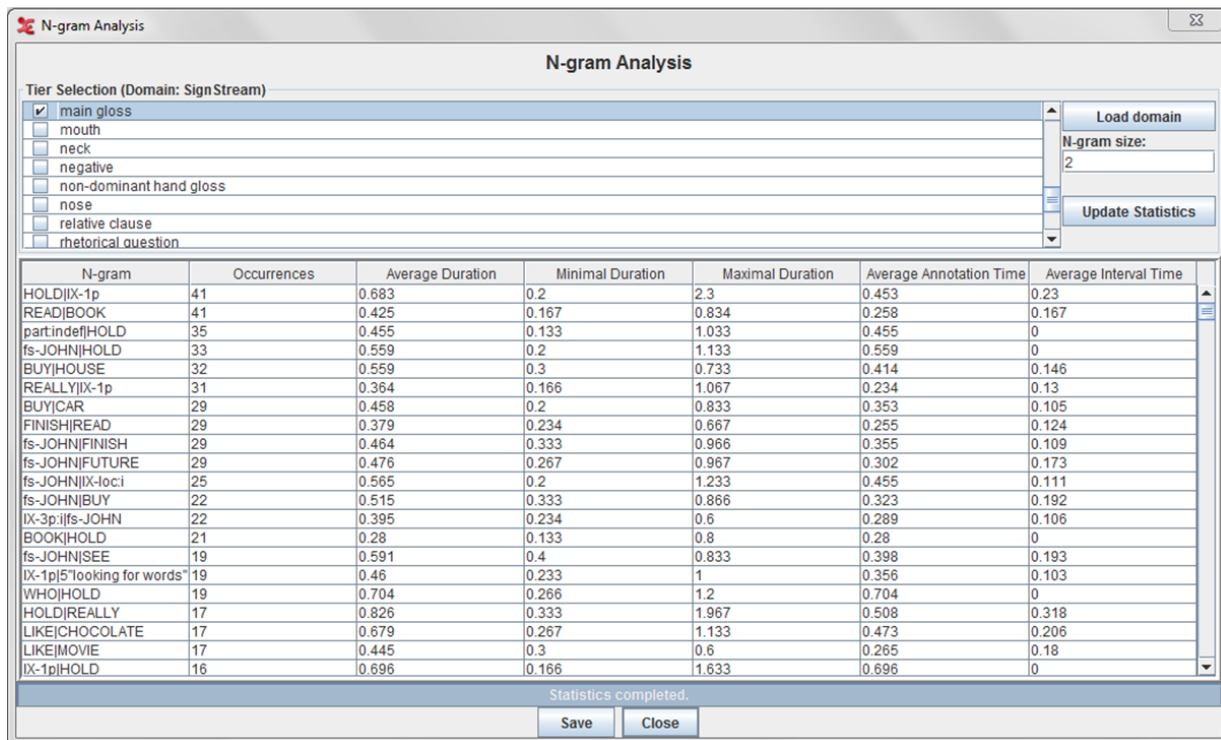 N-gram Analysis
N-gram Analysis
Tier Selection (Domain: SignStream)
main gloss
mouth
neck
negative
non-dominant hand gloss
nose
relative clause
rhetorical question
Load domain
N-gram size:
2
Update Statistics
N-gram Occurrences Average Duration Minimal Duration Maximal Duration Average Annotation Time Average Interval Time
HOLD|IX-1p 41 0.683 0.2 2.3 0.453 0.23
READ|BOOK 41 0.425 0.167 0.834 0.258 0.167
part:indef|HOLD 35 0.455 0.133 1.033 0.455 0
fs-JOHN|HOLD 33 0.559 0.2 1.133 0.559 0
BUY|HOUSE 32 0.559 0.3 0.733 0.414 0.146
REALLY|IX-1p 31 0.364 0.166 1.067 0.234 0.13
BUY|CAR 29 0.458 0.2 0.833 0.353 0.105
FINISH|READ 29 0.379 0.234 0.667 0.255 0.124
fs-JOHN|FINISH 29 0.464 0.333 0.966 0.355 0.109
fs-JOHN|FUTURE 29 0.476 0.267 0.967 0.302 0.173
fs-JOHN|IX-loc:i 25 0.565 0.2 1.233 0.455 0.111
fs-JOHN|BUY 22 0.515 0.333 0.866 0.323 0.192
IX-3p:i|fs-JOHN 22 0.395 0.234 0.6 0.289 0.106
BOOK|HOLD 21 0.28 0.133 0.8 0.28 0
fs-JOHN|SEE 19 0.591 0.4 0.833 0.398 0.193
IX-1p|5"looking for words" 19 0.46 0.233 1 0.356 0.103
WHO|HOLD 19 0.704 0.266 1.2 0.704 0
HOLD|REALLY 17 0.826 0.333 1.967 0.508 0.318
LIKE|CHOCOLATE 17 0.679 0.267 1.133 0.473 0.206
LIKE|MOVIE 17 0.445 0.3 0.6 0.265 0.18
IX-1p|HOLD 16 0.696 0.166 1.633 0.696 0
Statistics completed.
Save Close